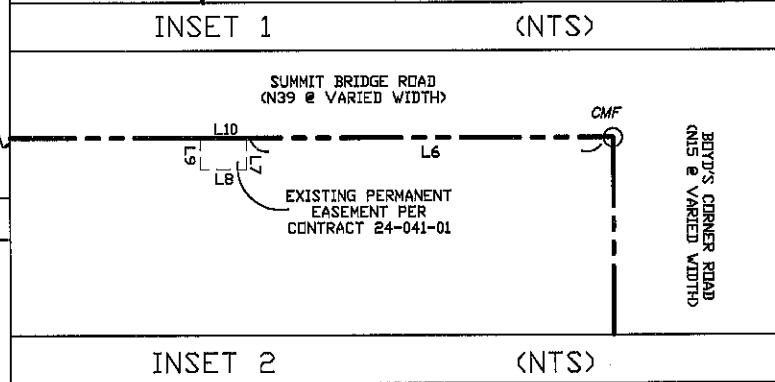 INSET 1 (NTS)
SUMMIT BRIDGE ROAD
(N39 @ VARIED WIDTH)
CMF
L10
L6
L9
L7
L8
EXISTING PERMANENT
EASEMENT PER
CONTRACT 24-041-01
BOYD'S CORNER ROAD
(N15 @ VARIED WIDTH)
INSET 2 (NTS)